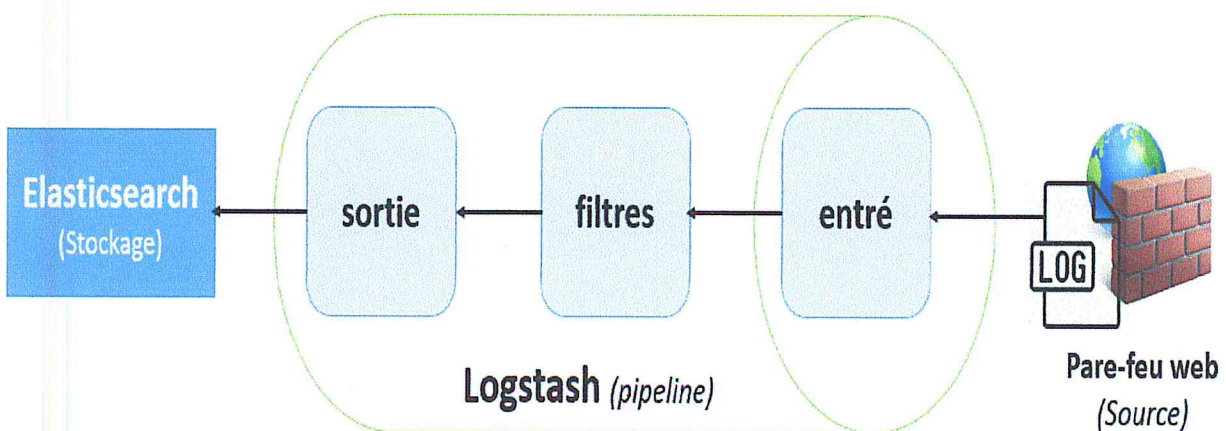 Elasticsearch
(Stockage)
sortie
filtres
entré
LOG
Logstash (pipeline)
Pare-feu web
(Source)